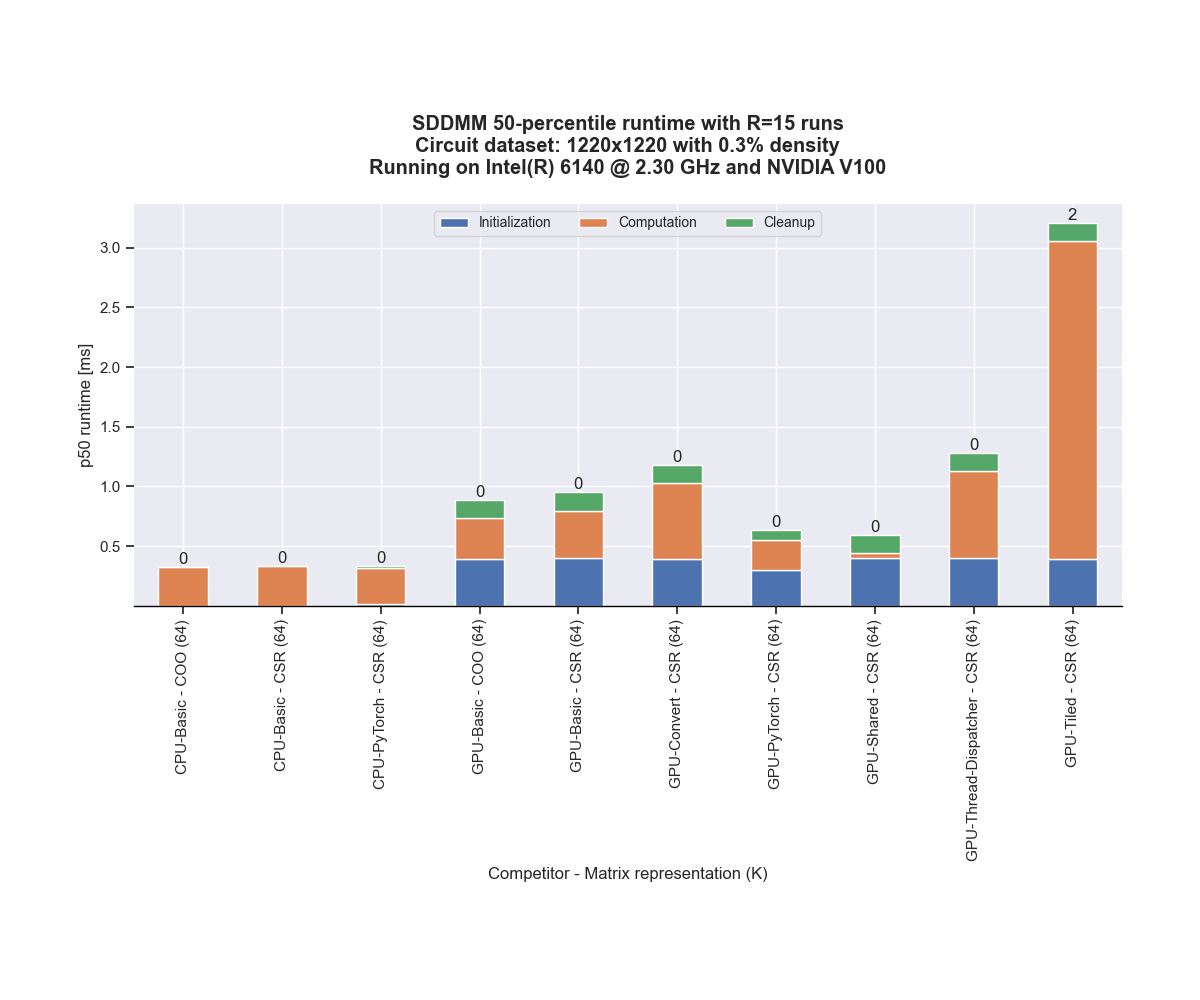 SDDMM 50-percentile runtime with R=15 runs
Circuit dataset: 1220x1220 with 0.3% density
Running on Intel(R) 6140 @ 2.30 GHz and NVIDIA V100
Initialization
Computation
Cleanup
p50 runtime [ms]
3.0
2.5
2.0
1.5
1.0
0.5
0
0
0
0
0
0
0
0
0
2
CPU-Basic - COO (64)
CPU-Basic - CSR (64)
CPU-PyTorch - CSR (64)
GPU-Basic - COO (64)
GPU-Basic - CSR (64)
GPU-Convert - CSR (64)
GPU-PyTorch - CSR (64)
GPU-Shared - CSR (64)
GPU-Thread-Dispatcher - CSR (64)
GPU-Tiled - CSR (64)
Competitor - Matrix representation (K)